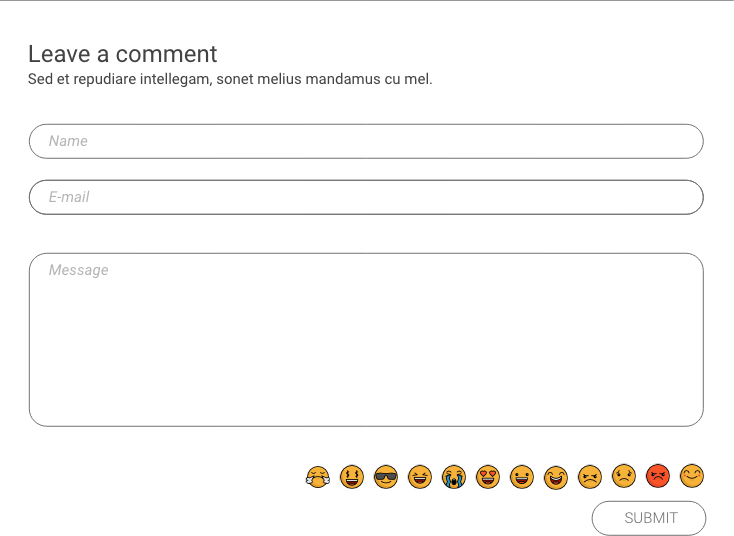 Leave a comment
Sed et repudiare intellegam, sonet melius mandamus cu mel.
Name
E-mail
Message
SUBMIT